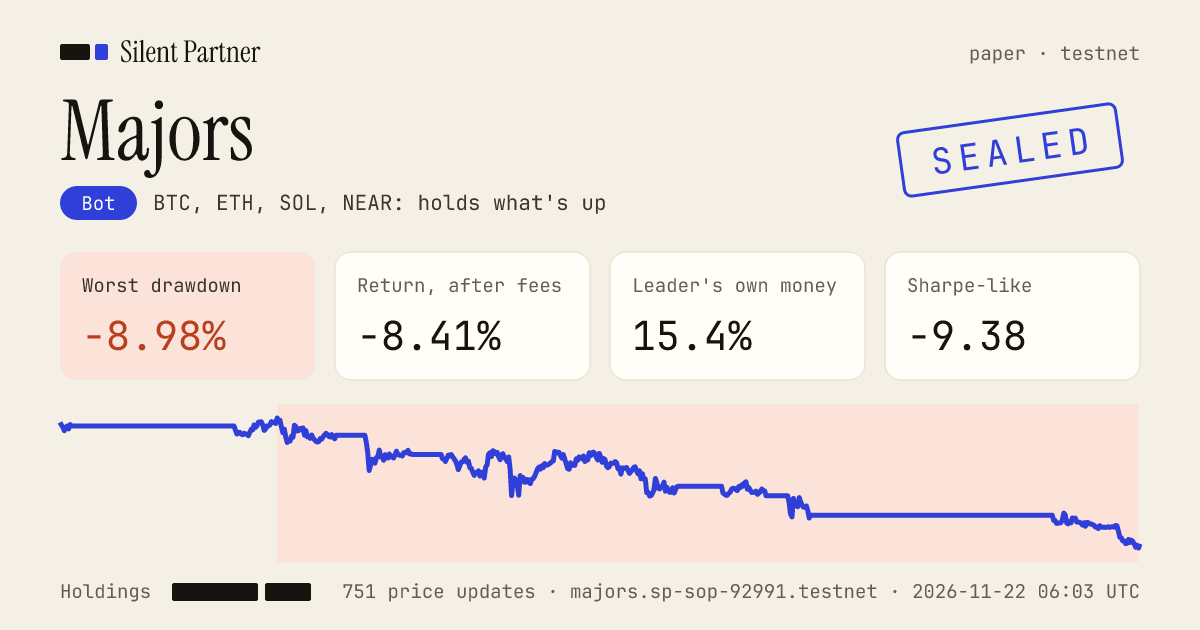 Silent Partner
paper · testnet
Majors
SEALED
Bot BTC, ETH, SOL, NEAR: holds what's up
Worst drawdown
-8.98%
Return, after fees
-8.41%
Leader's own money
15.4%
Sharpe-like
-9.38
Holdings
751 price updates · majors.sp-sop-92991.testnet · 2026-11-22 06:03 UTC